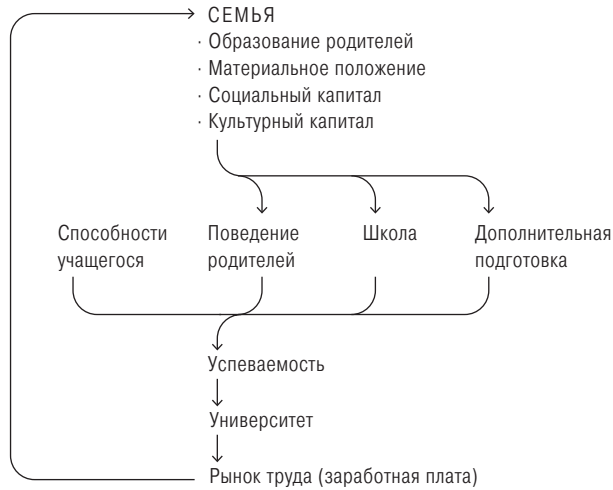 СЕМЬЯ
· Образование родителей
· Материальное положение
· Социальный капитал
· Культурный капитал
Способности учащегося
Поведение родителей
Школа
Дополнительная подготовка
Успеваемость
Университет
Рынок труда (заработная плата)